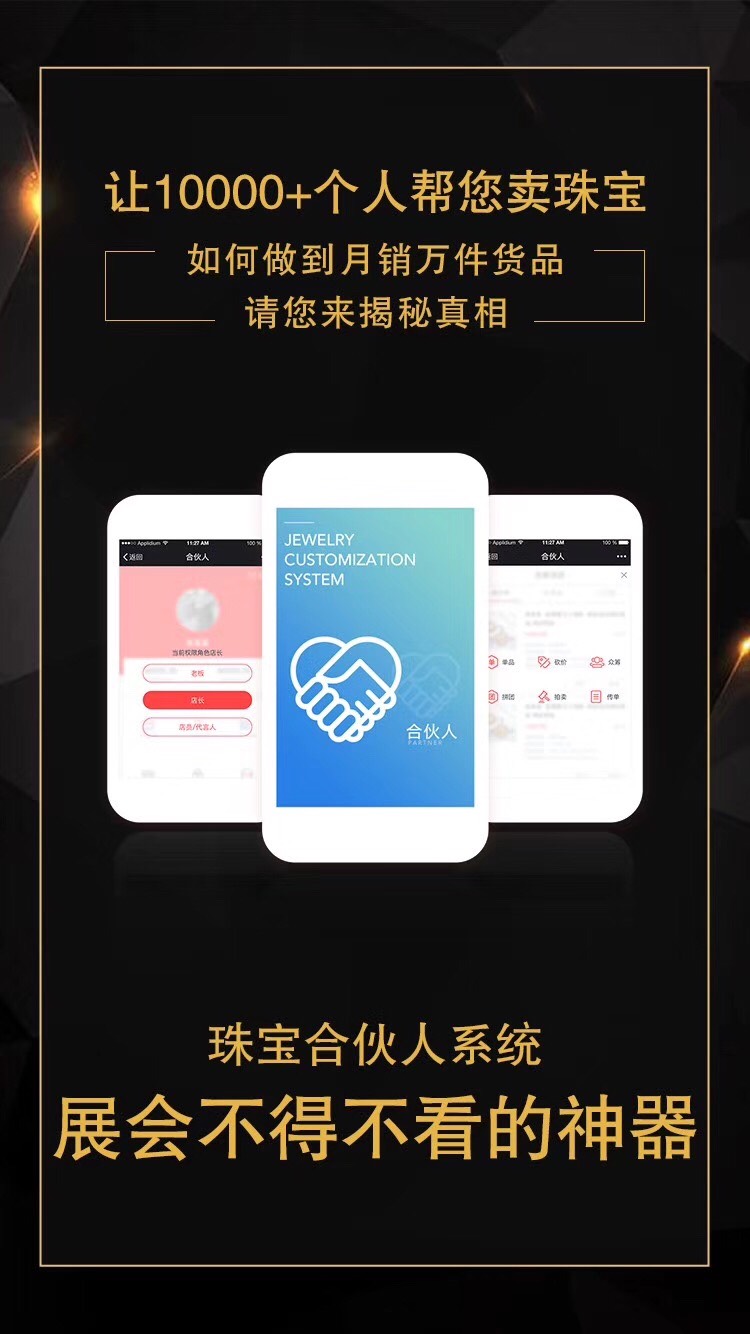 让10000+个人帮您卖珠宝
如何做到月销万件货品
请您来揭秘真相
Applidium 11:27 AM 100 %
返回 合伙人
当前权限角色店长
老板
店长
店员/代言人
JEWELRY
CUSTOMIZATION
SYSTEM
合伙人
PARTNER
Applidium 11:27 AM 100 %
返回 合伙人
单品 砍价 众筹
拼团 拍卖 传单
珠宝合伙人系统
展会不得不看的神器